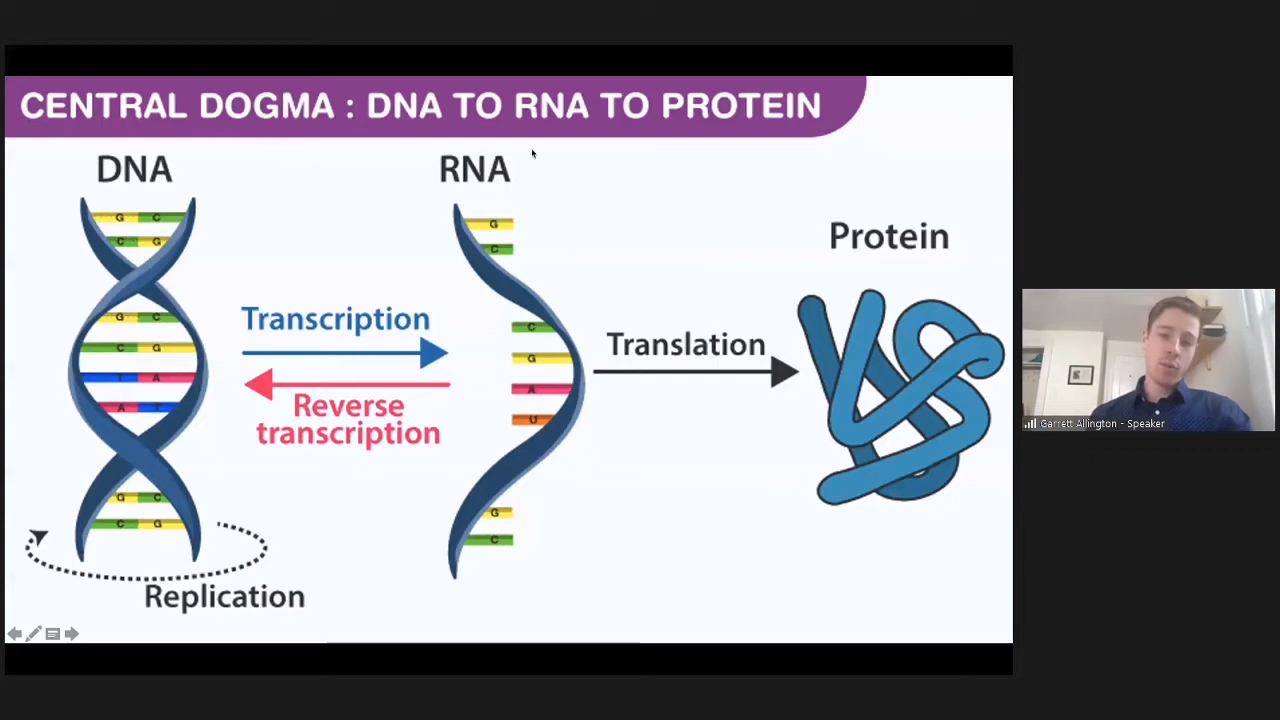 CENTRAL DOGMA : DNA TO RNA TO PROTEIN
DNA
RNA
Protein
G C
C G
G C
C G
T A
A T
G C
C G
G
C
C
G
A
U
G
C
Transcription
Reverse
transcription
Translation
Replication
Garrett Allington - Speaker